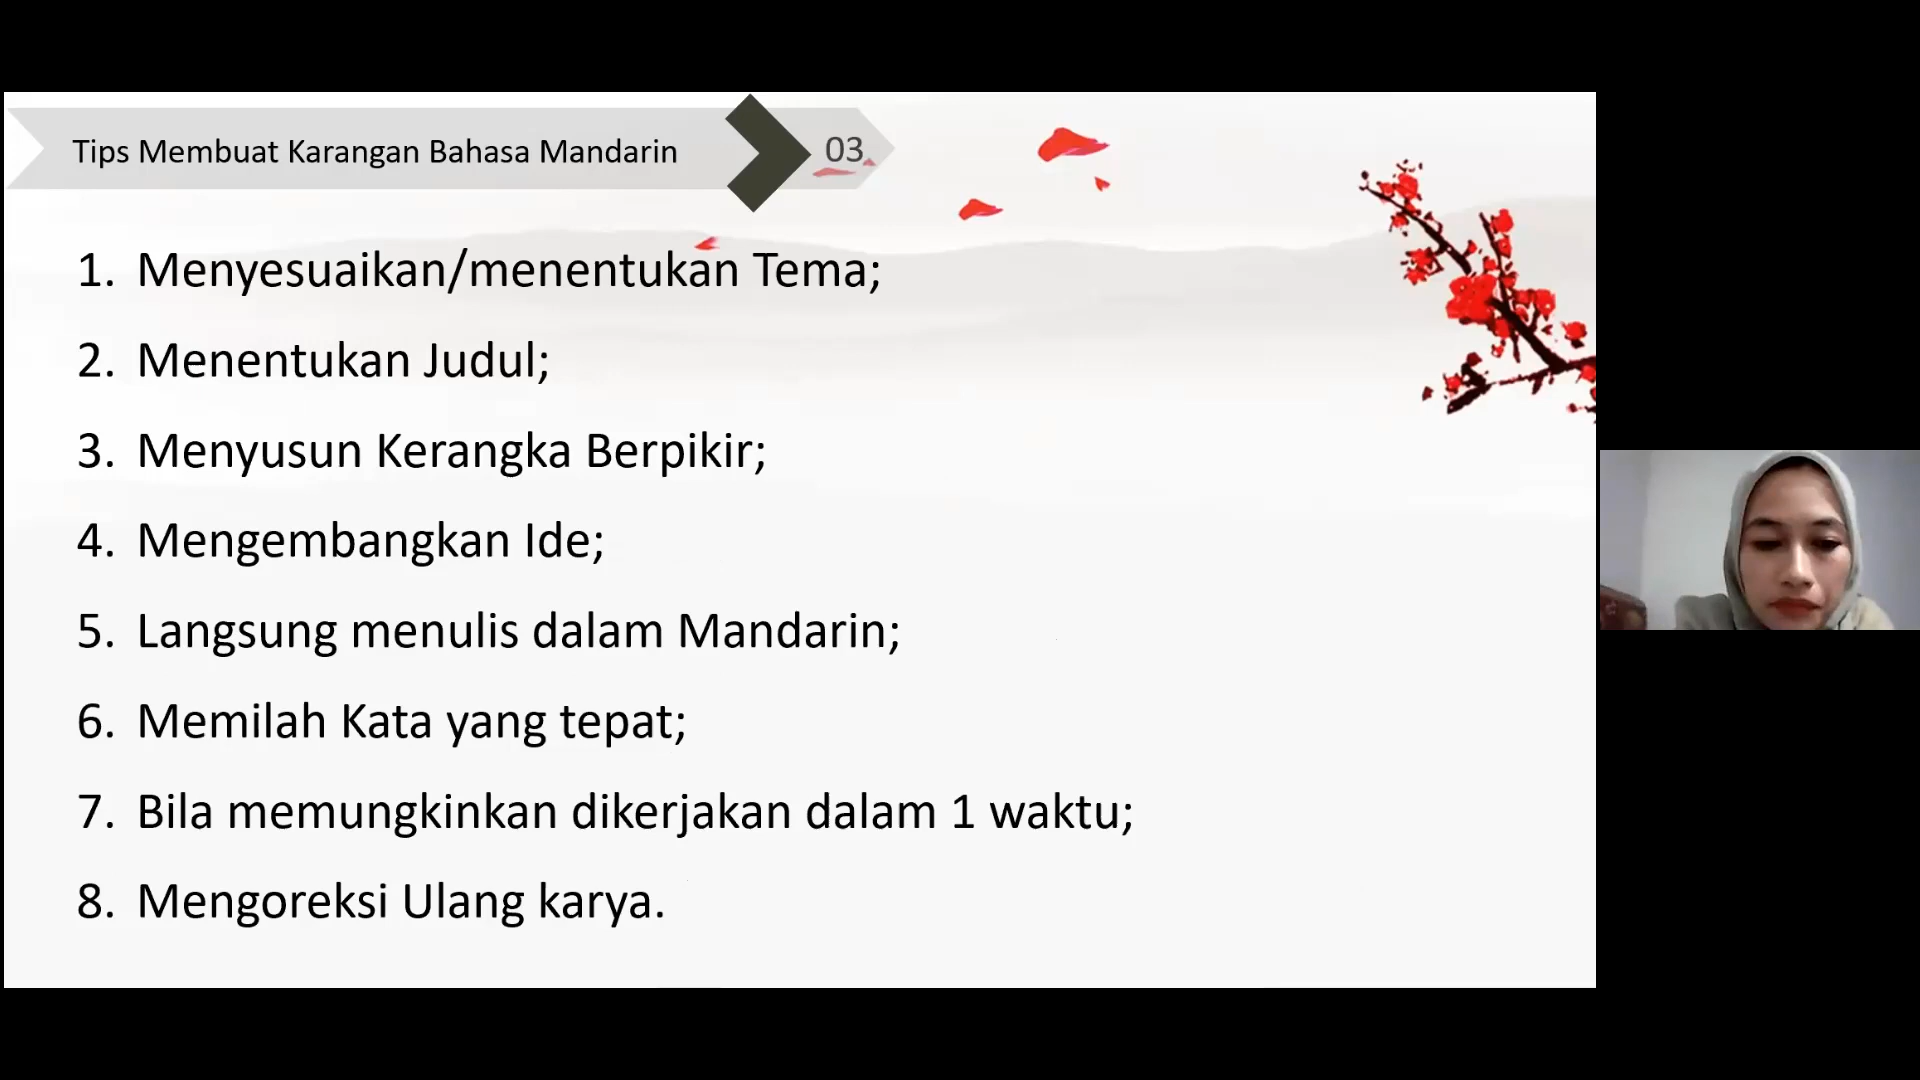 Tips Membuat Karangan Bahasa Mandarin
03
1. Menyesuaikan/menentukan Tema;
2. Menentukan Judul;
3. Menyusun Kerangka Berpikir;
4. Mengembangkan Ide;
5. Langsung menulis dalam Mandarin;
6. Memilah Kata yang tepat;
7. Bila memungkinkan dikerjakan dalam 1 waktu;
8. Mengoreksi Ulang karya.